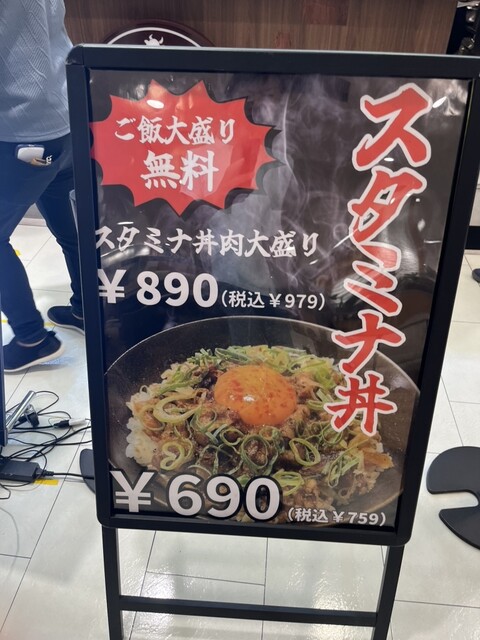 ご飯大盛り
無料
スタミナ丼
スタミナ丼肉大盛り
￥890(税込￥979)
￥690(税込￥759)